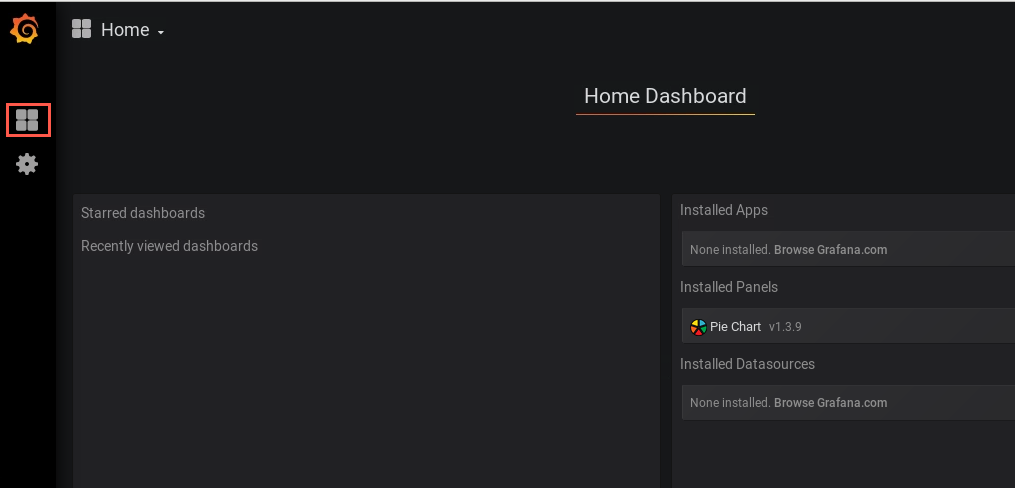 Home
Home Dashboard
Starred dashboards
Recently viewed dashboards
Installed Apps
None installed. Browse Grafana.com
Installed Panels
Pie Chart v1.3.9
Installed Datasources
None installed. Browse Grafana.com